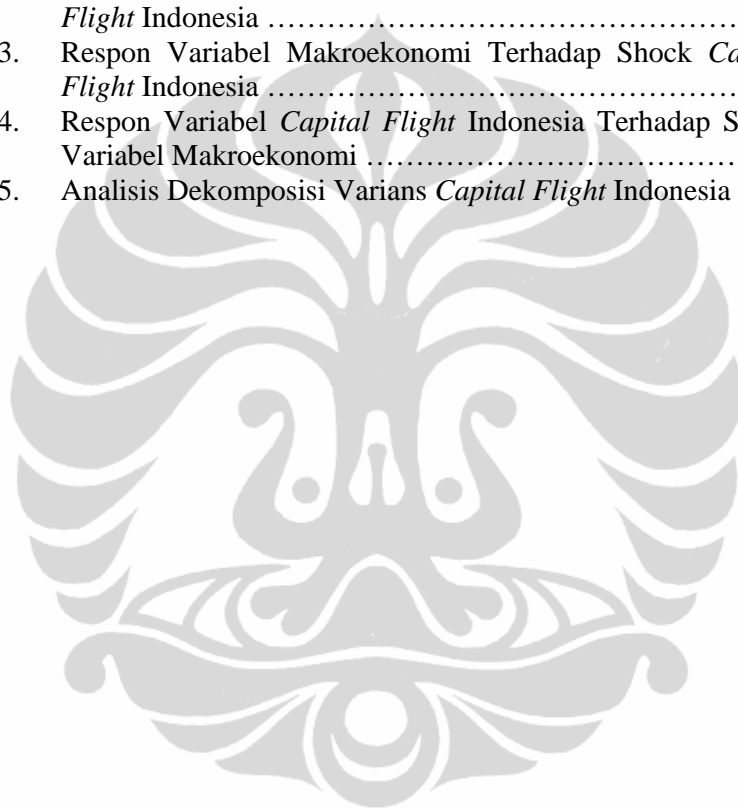 Flight Indonesia ……………………………………………
3. Respon Variabel Makroekonomi Terhadap Shock
Flight Indonesia ……………………………………………
4. Respon Variabel Capital Flight Indonesia Terhadap
Variabel Makroekonomi …………………………………
5. Analisis Dekomposisi Varians Capital Flight Indonesia